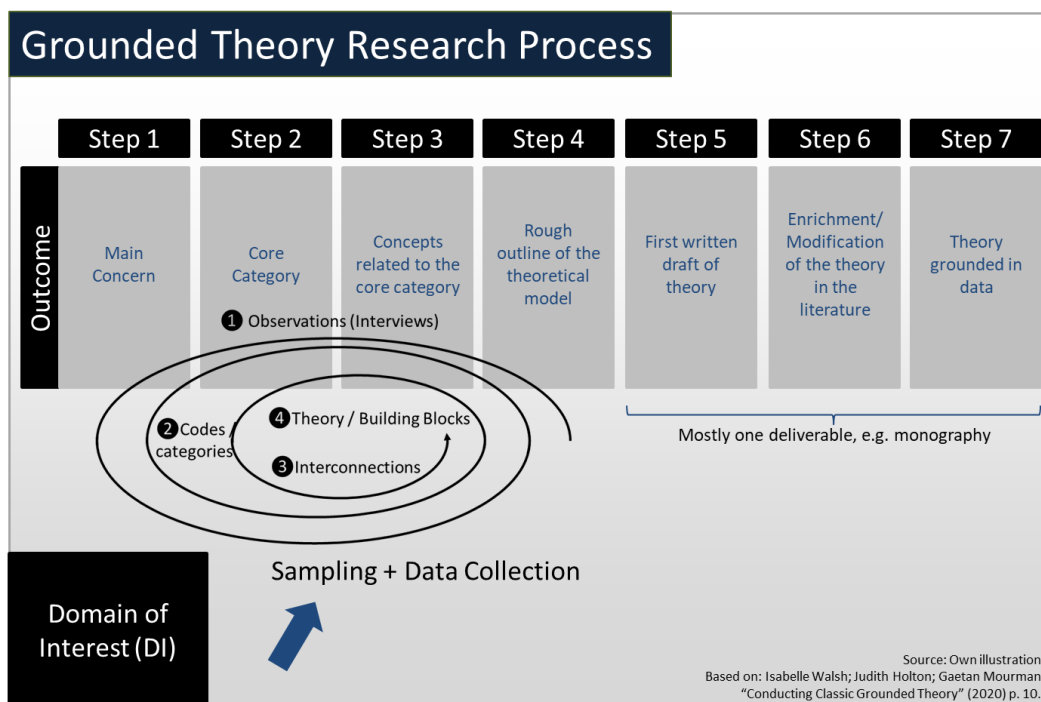 Grounded Theory Research Process
Step 1
Step 2
Step 3
Step 4
Step 5
Step 6
Step 7
Outcome
Main
Concern
Core
Category
Concepts
related to the
core category
Rough
outline of the
theoretical
model
First written
draft of
theory
Enrichment/
Modification
of the theory
in the
literature
Theory
grounded in
data
1 Observations (Interviews)
2 Codes /
categories
4 Theory / Building Blocks
3 Interconnections
Mostly one deliverable, e.g. monography
Sampling + Data Collection
Domain of
Interest (DI)
Source: Own illustration
Based on: Isabelle Walsh; Judith Holton; Gaetan Mourman
“Conducting Classic Grounded Theory” (2020) p. 10.